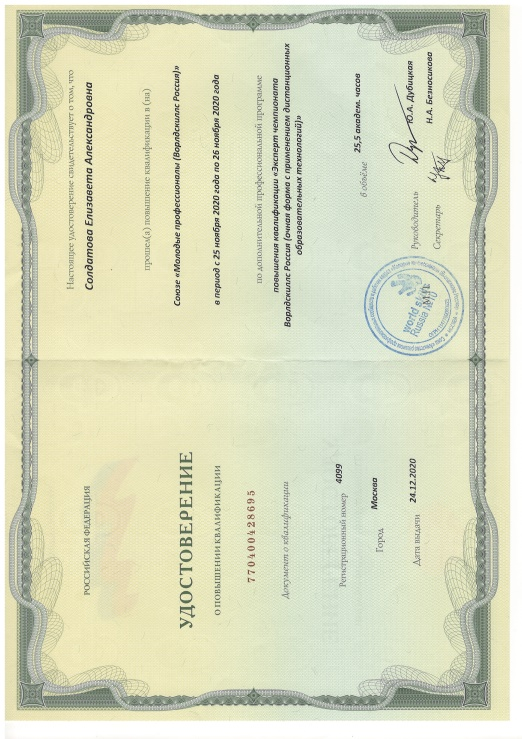 РОССИЙСКАЯ ФЕДЕРАЦИЯ
УДОСТОВЕРЕНИЕ
О ПОВЫШЕНИИ КВАЛИФИКАЦИИ
770400428695
Документ о квалификации
Регистрационный номер 4099
Город Москва
Дата выдачи 24.12.2020
Настоящее удостоверение свидетельствует о том, что
Солдатова Елизавета Александровна
прошел(а) повышение квалификации в (на)
Союзе «Молодые профессионалы (Ворлдскиллс Россия)»
в период с 25 ноября 2020 года по 26 ноября 2020 года
по дополнительной профессиональной программе
повышения квалификации «Эксперт чемпионата
Ворлдскиллс Россия (очная форма с применением дистанционных
образовательных технологий)»
в объёме 25,5 академ. часов
Руководитель Ю.А. Дубицкая
Секретарь Н.А. Безносикова
М.П.
world skills
Russia